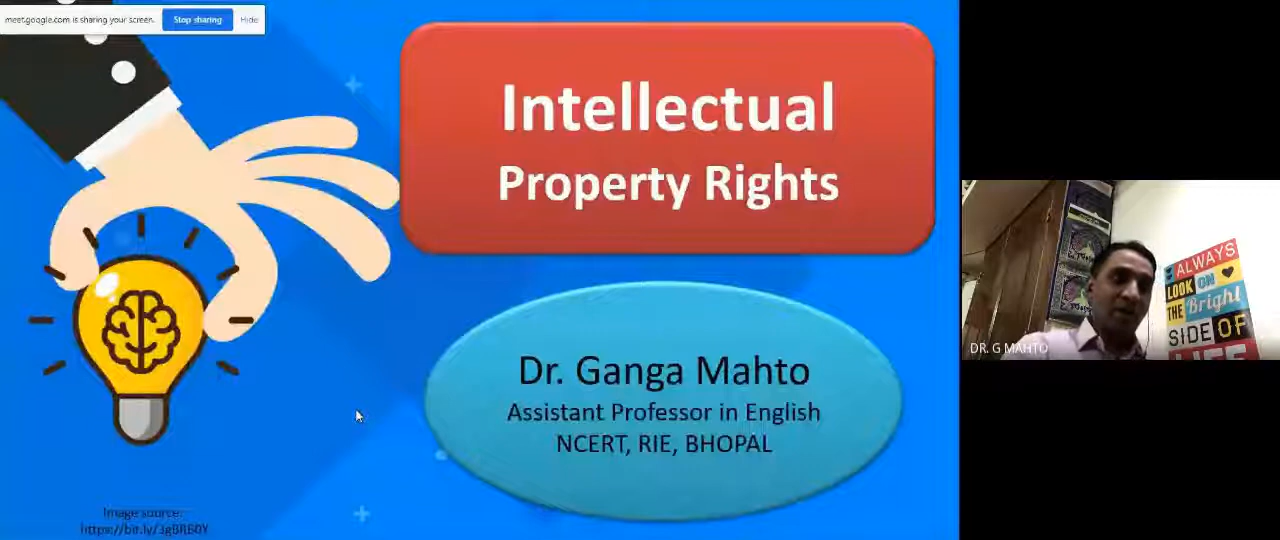 meet.google.com is sharing your screen.
Stop sharing
Hide
Intellectual
Property Rights
Dr. Ganga Mahto
Assistant Professor in English
NCERT, RIE, BHOPAL
Image source:
DR. G MAHTO
ALWAYS
LOOK ON
THE Bright
SIDE OF
LIFE